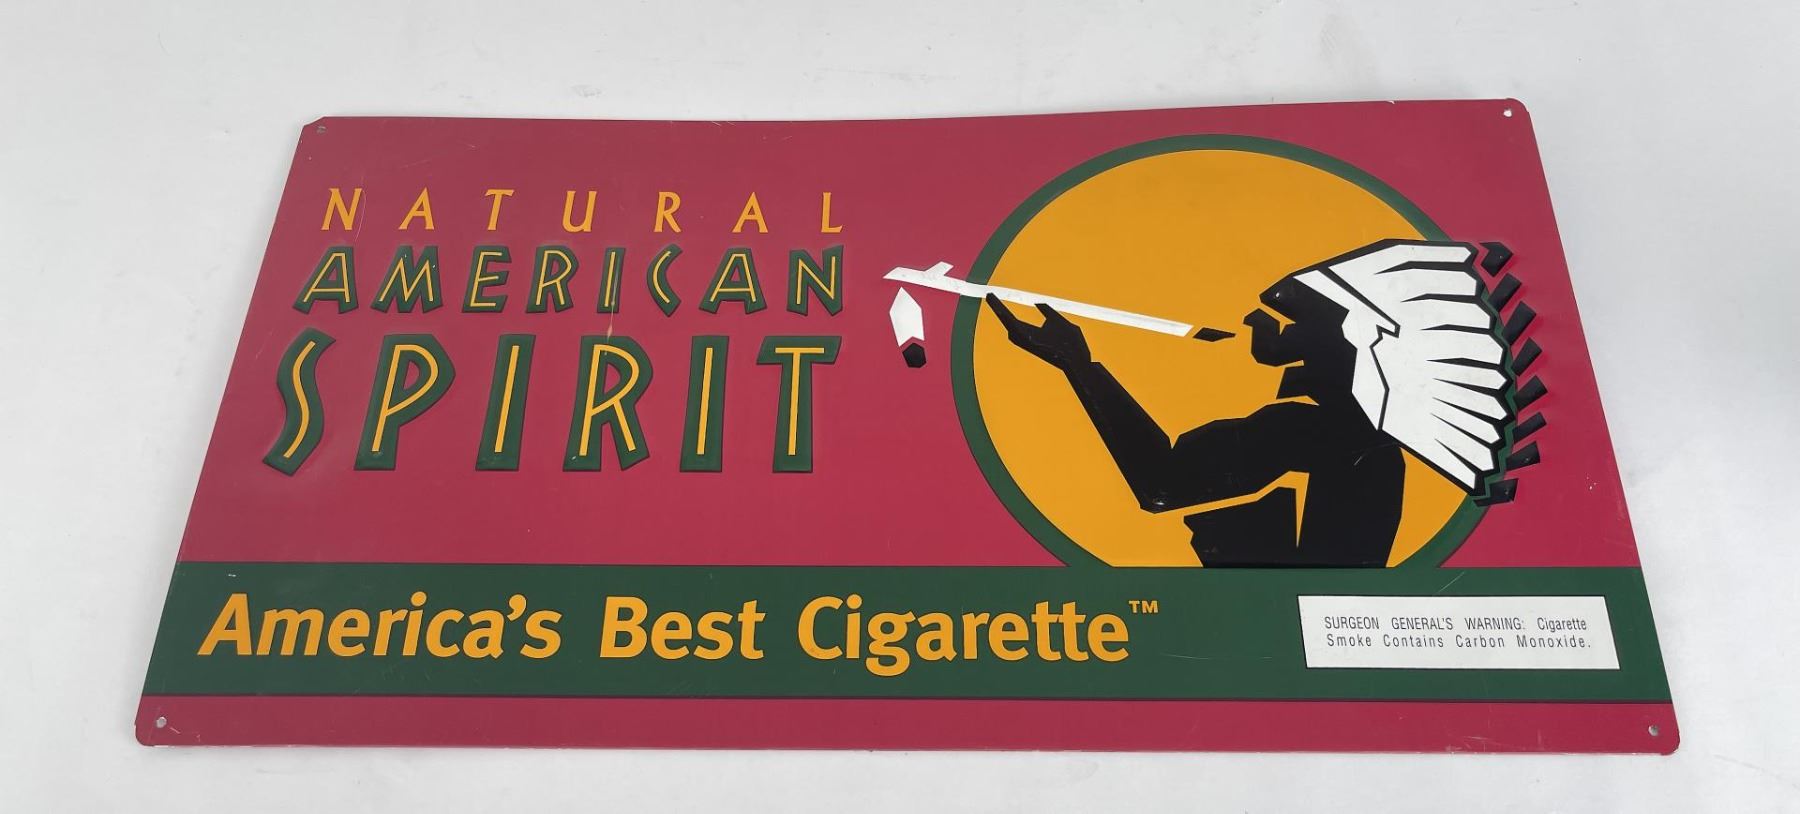 NATURAL
AMERICAN
SPIRIT
America's Best Cigarette™
SURGEON GENERAL'S WARNING: Cigarette
Smoke Contains Carbon Monoxide.